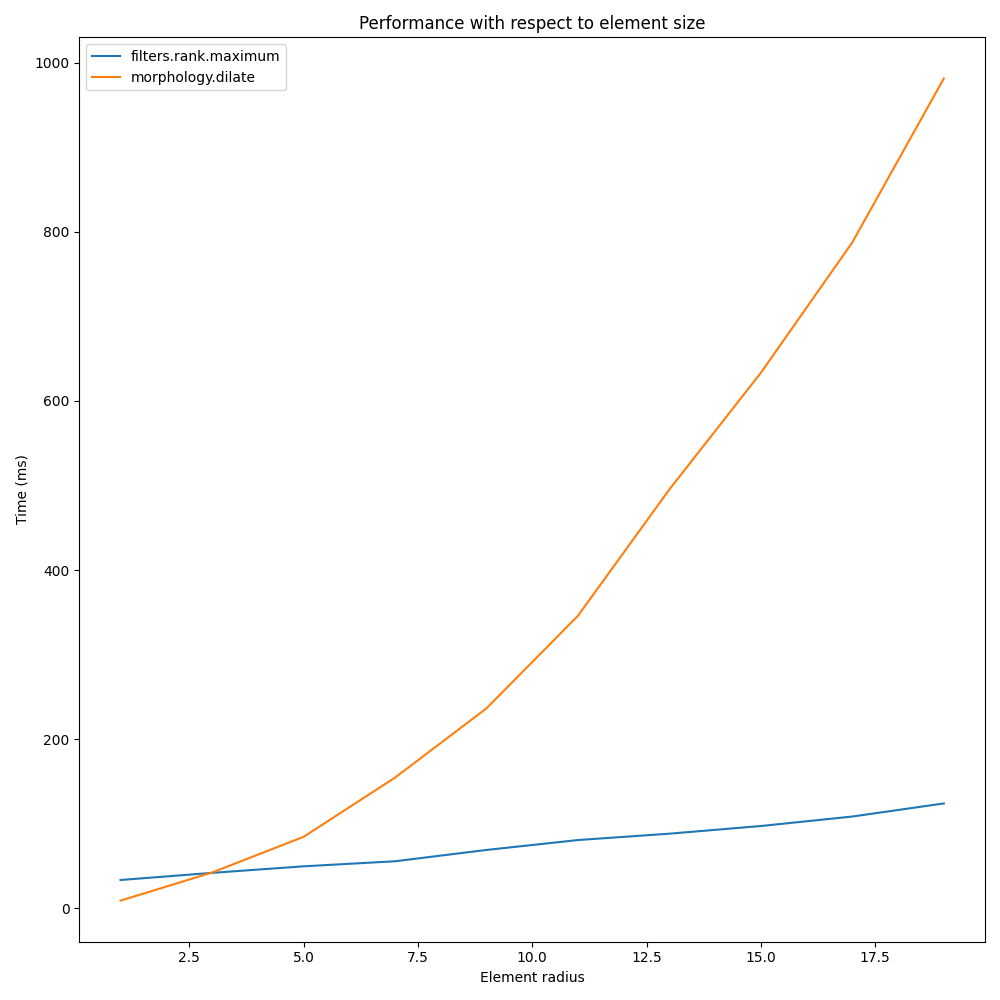 Performance with respect to element size
filters.rank.maximum
morphology.dilate
1000
800
600
400
200
0
Time (ms)
2.5 5.0 7.5 10.0 12.5 15.0 17.5
Element radius